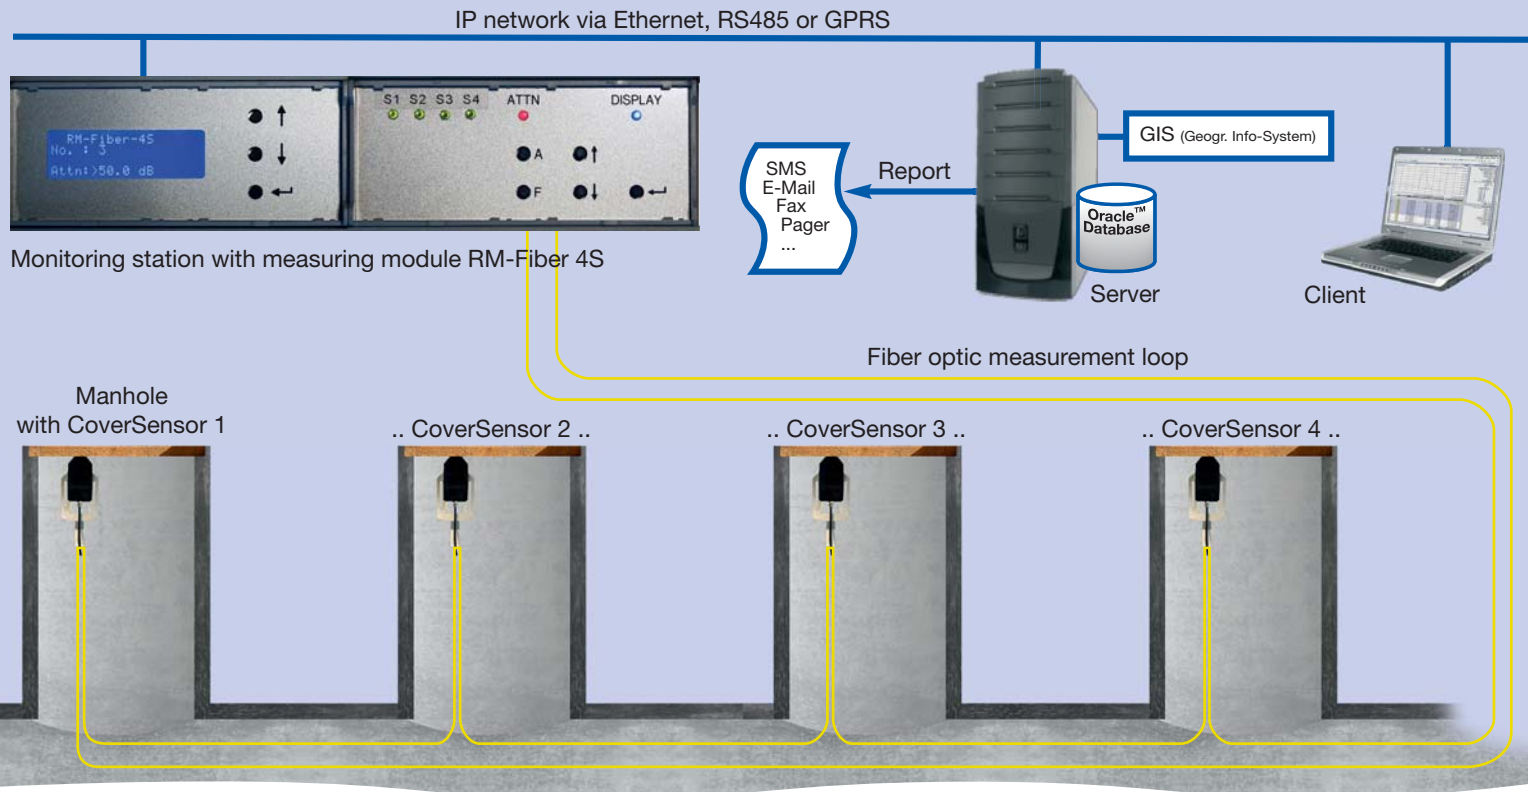 IP network via Ethernet, RS485 or GPRS
S1 S2 S3 S4 ATTN DISPLAY
RM-Fiber-4S
No. : 3
Attn:>50.0 dB
A
F
Monitoring station with measuring module RM-Fiber 4S
SMS
E-Mail
Fax
Pager
...
Report
GIS (Geogr. Info-System)
Oracle™
Database
Server
Client
Fiber optic measurement loop
Manhole
with CoverSensor 1
.. CoverSensor 2 ..
.. CoverSensor 3 ..
.. CoverSensor 4 ..